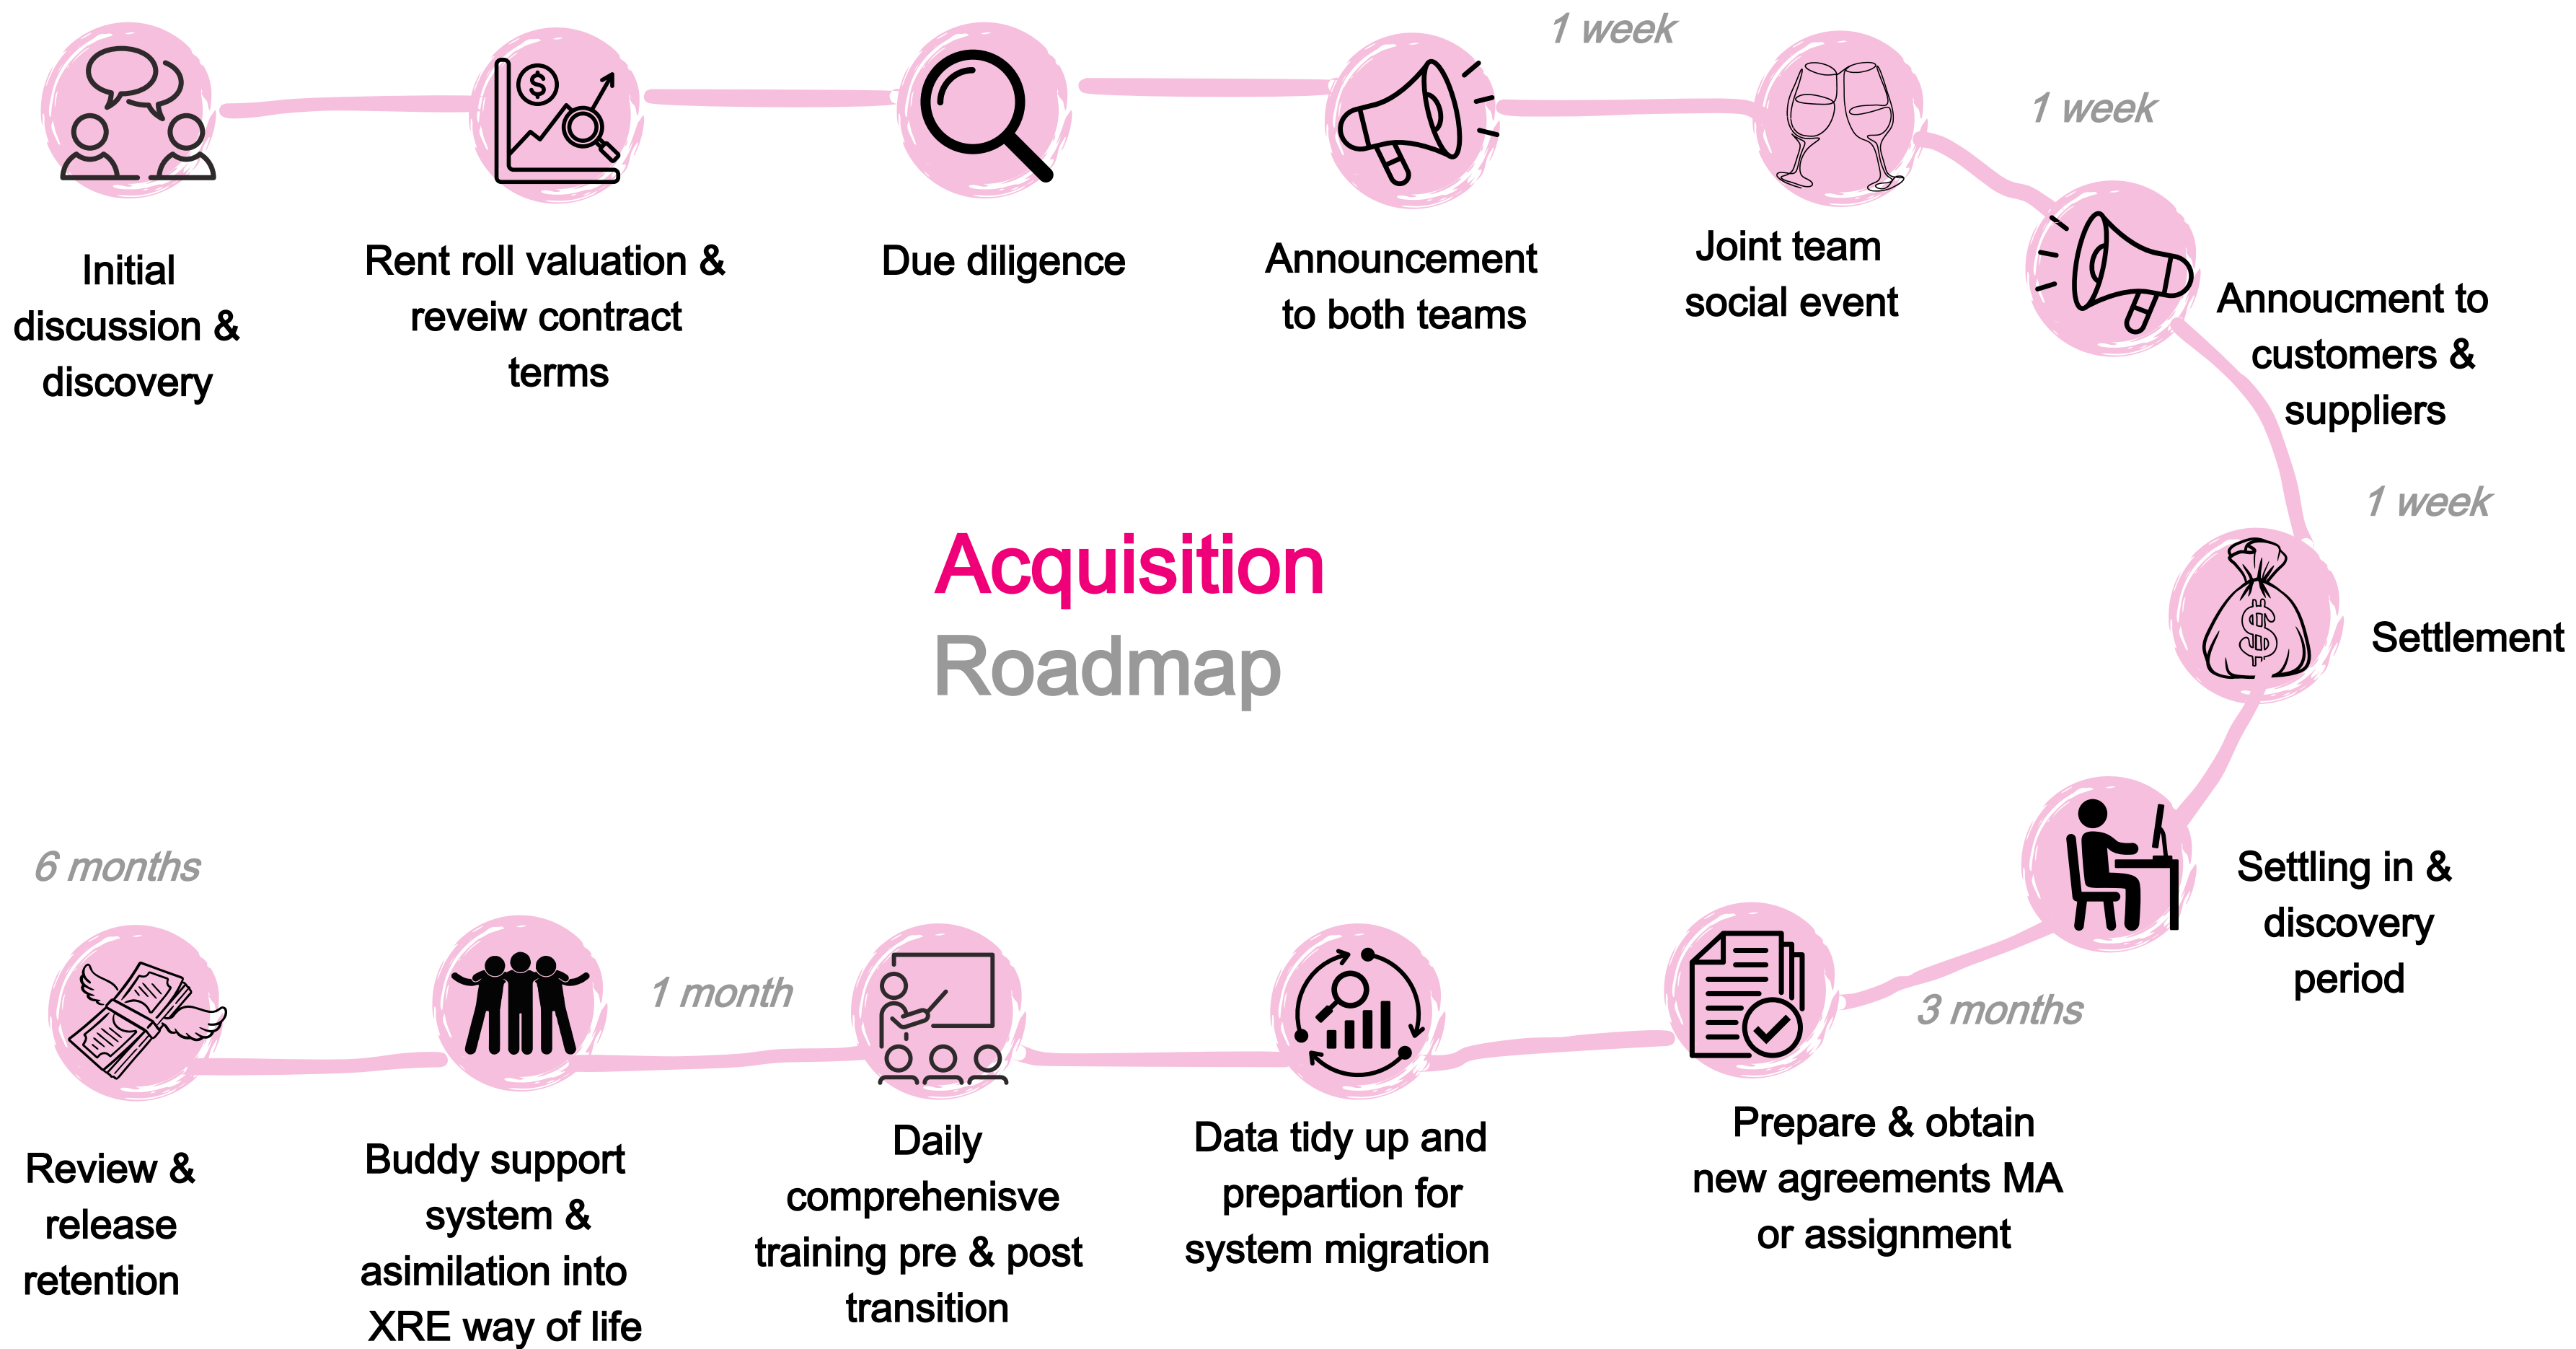 Initial
discussion &
discovery
Rent roll valuation &
reveiw contract
terms
Due diligence
Announcement
to both teams
1 week
Joint team
social event
1 week
Annoucment to
customers &
suppliers
1 week
Settlement
Acquisition
Roadmap
Settling in &
discovery
period
3 months
Prepare & obtain
new agreements MA
or assignment
Data tidy up and
prepartion for
system migration
Daily
comprehenisve
training pre & post
transition
1 month
Buddy support
system &
asimilation into
XRE way of life
6 months
Review &
release
retention